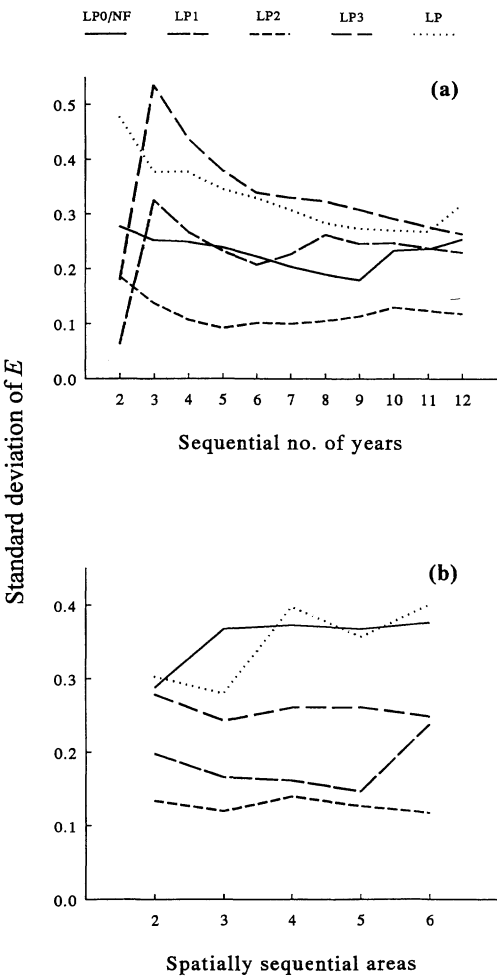 LP0/NF LP1 LP2 LP3 LP
(a)
0.5
0.4
0.3
0.2
0.1
0.0
2 3 4 5 6 7 8 9 10 11 12
Sequential no. of years
Standard deviation of E
(b)
0.4
0.3
0.2
0.1
0.0
2 3 4 5 6
Spatially sequential areas